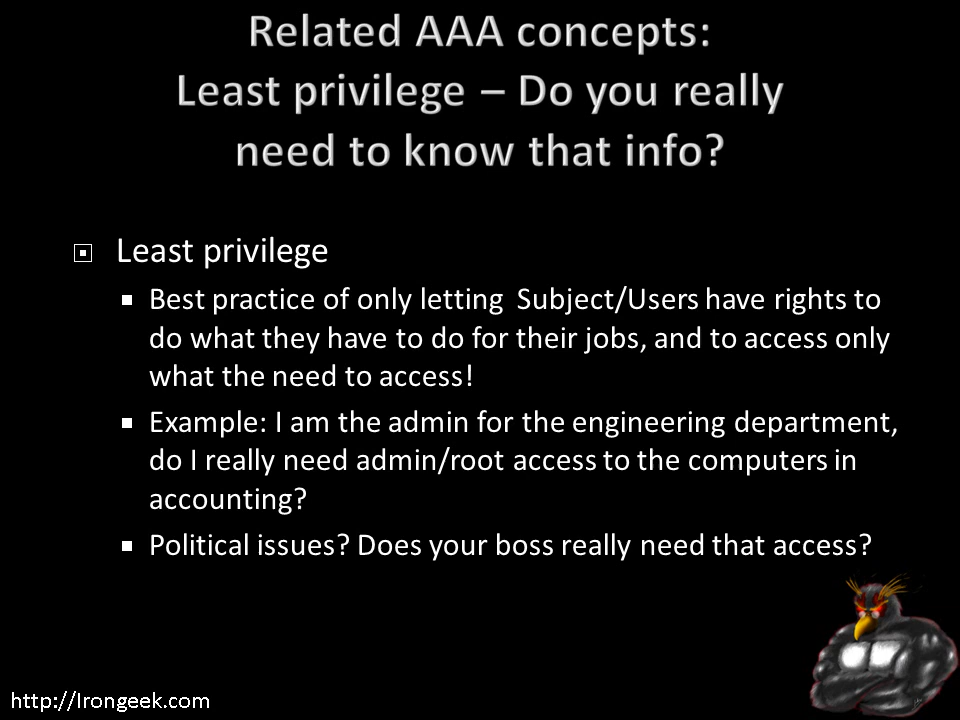 Related AAA concepts:
Least privilege – Do you really
need to know that info?
Least privilege
Best practice of only letting Subject/Users have rights to
do what they have to do for their jobs, and to access only
what the need to access!
Example: I am the admin for the engineering department,
do I really need admin/root access to the computers in
accounting?
Political issues? Does your boss really need that access?
http://Irongeek.com